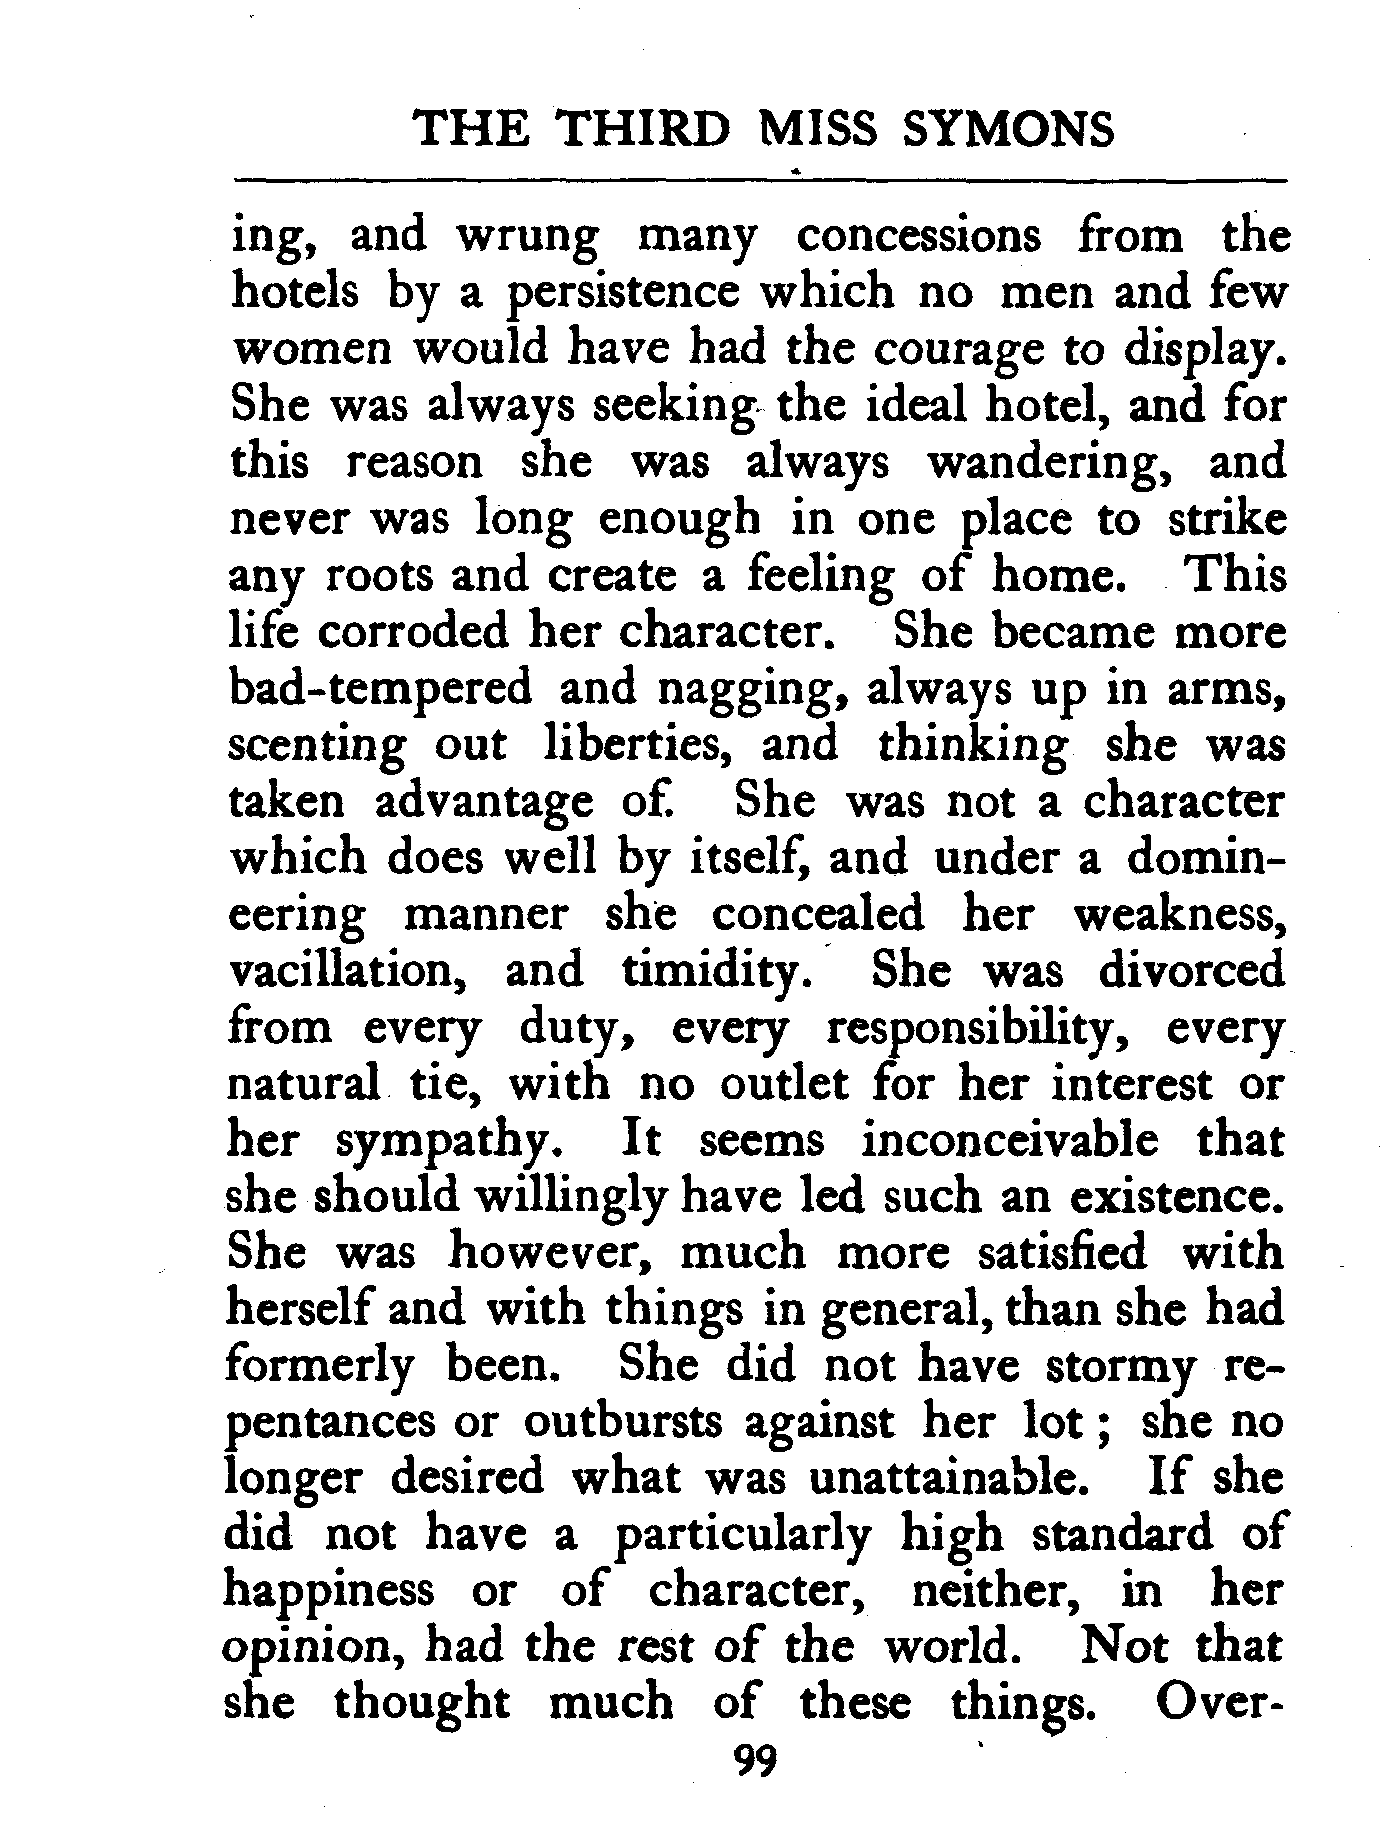 THE THIRD MISS SYMONS
ing, and wrung many concessions from the
hotels by a persistence which no men and few
women would have had the courage to display.
She was always seeking the ideal hotel, and for
this reason she was always wandering, and
never was long enough in one place to strike
any roots and create a feeling of home. This
life corroded her character. She became more
bad-tempered and nagging, always up in arms,
scenting out liberties, and thinking she was
taken advantage of. She was not a character
which does well by itself, and under a domin-
eering manner she concealed her weakness,
vacillation, and timidity. She was divorced
from every duty, every responsibility, every
natural tie, with no outlet for her interest or
her sympathy. It seems inconceivable that
she should willingly have led such an existence.
She was however, much more satisfied with
herself and with things in general, than she had
formerly been. She did not have stormy re-
pentances or outbursts against her lot ; she no
longer desired what was unattainable. If she
did not have a particularly high standard of
happiness or of character, neither, in her
opinion, had the rest of the world. Not that
she thought much of these things. Over-
99